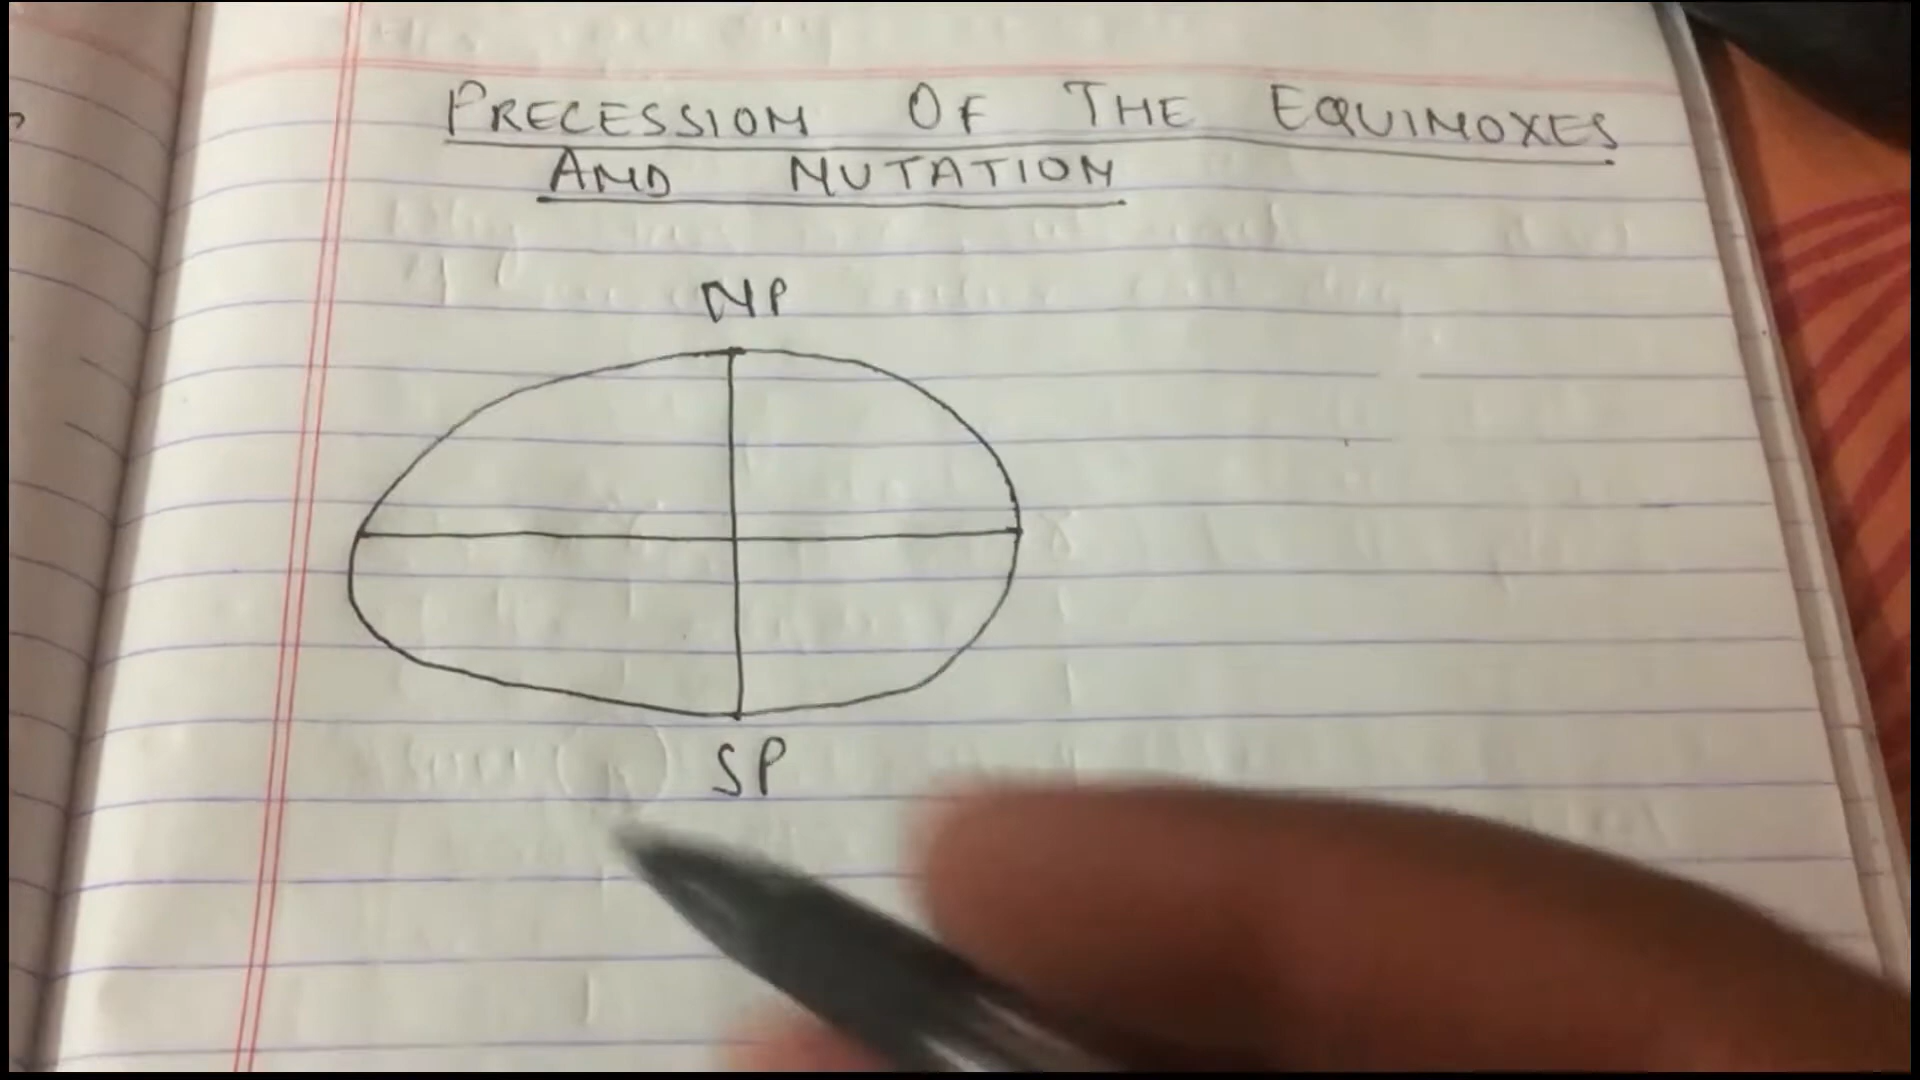 PRECESSION OF THE EQUINOXES
AND NUTATION
NP
SP